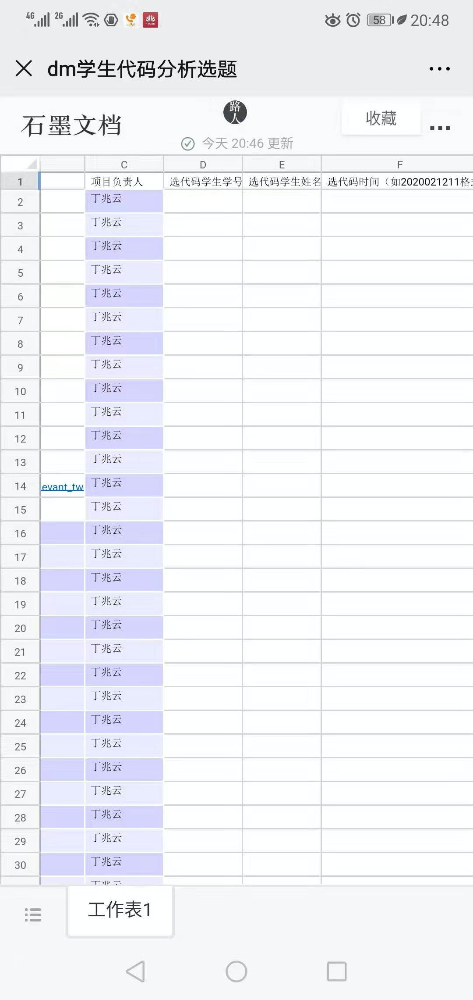 4G 2G 58 20:48
dm学生代码分析选题
石墨文档
路人
收藏
今天 20:46 更新
C D E F
1 项目负责人 选代码学生学号 选代码学生姓名 选代码时间（如2020021211格
2 丁兆云
3 丁兆云
4 丁兆云
5 丁兆云
6 丁兆云
7 丁兆云
8 丁兆云
9 丁兆云
10 丁兆云
11 丁兆云
12 丁兆云
13 丁兆云
14 levant_tw 丁兆云
15 丁兆云
16 丁兆云
17 丁兆云
18 丁兆云
19 丁兆云
20 丁兆云
21 丁兆云
22 丁兆云
23 丁兆云
24 丁兆云
25 丁兆云
26 丁兆云
27 丁兆云
28 丁兆云
29 丁兆云
30 丁兆云
工作表1